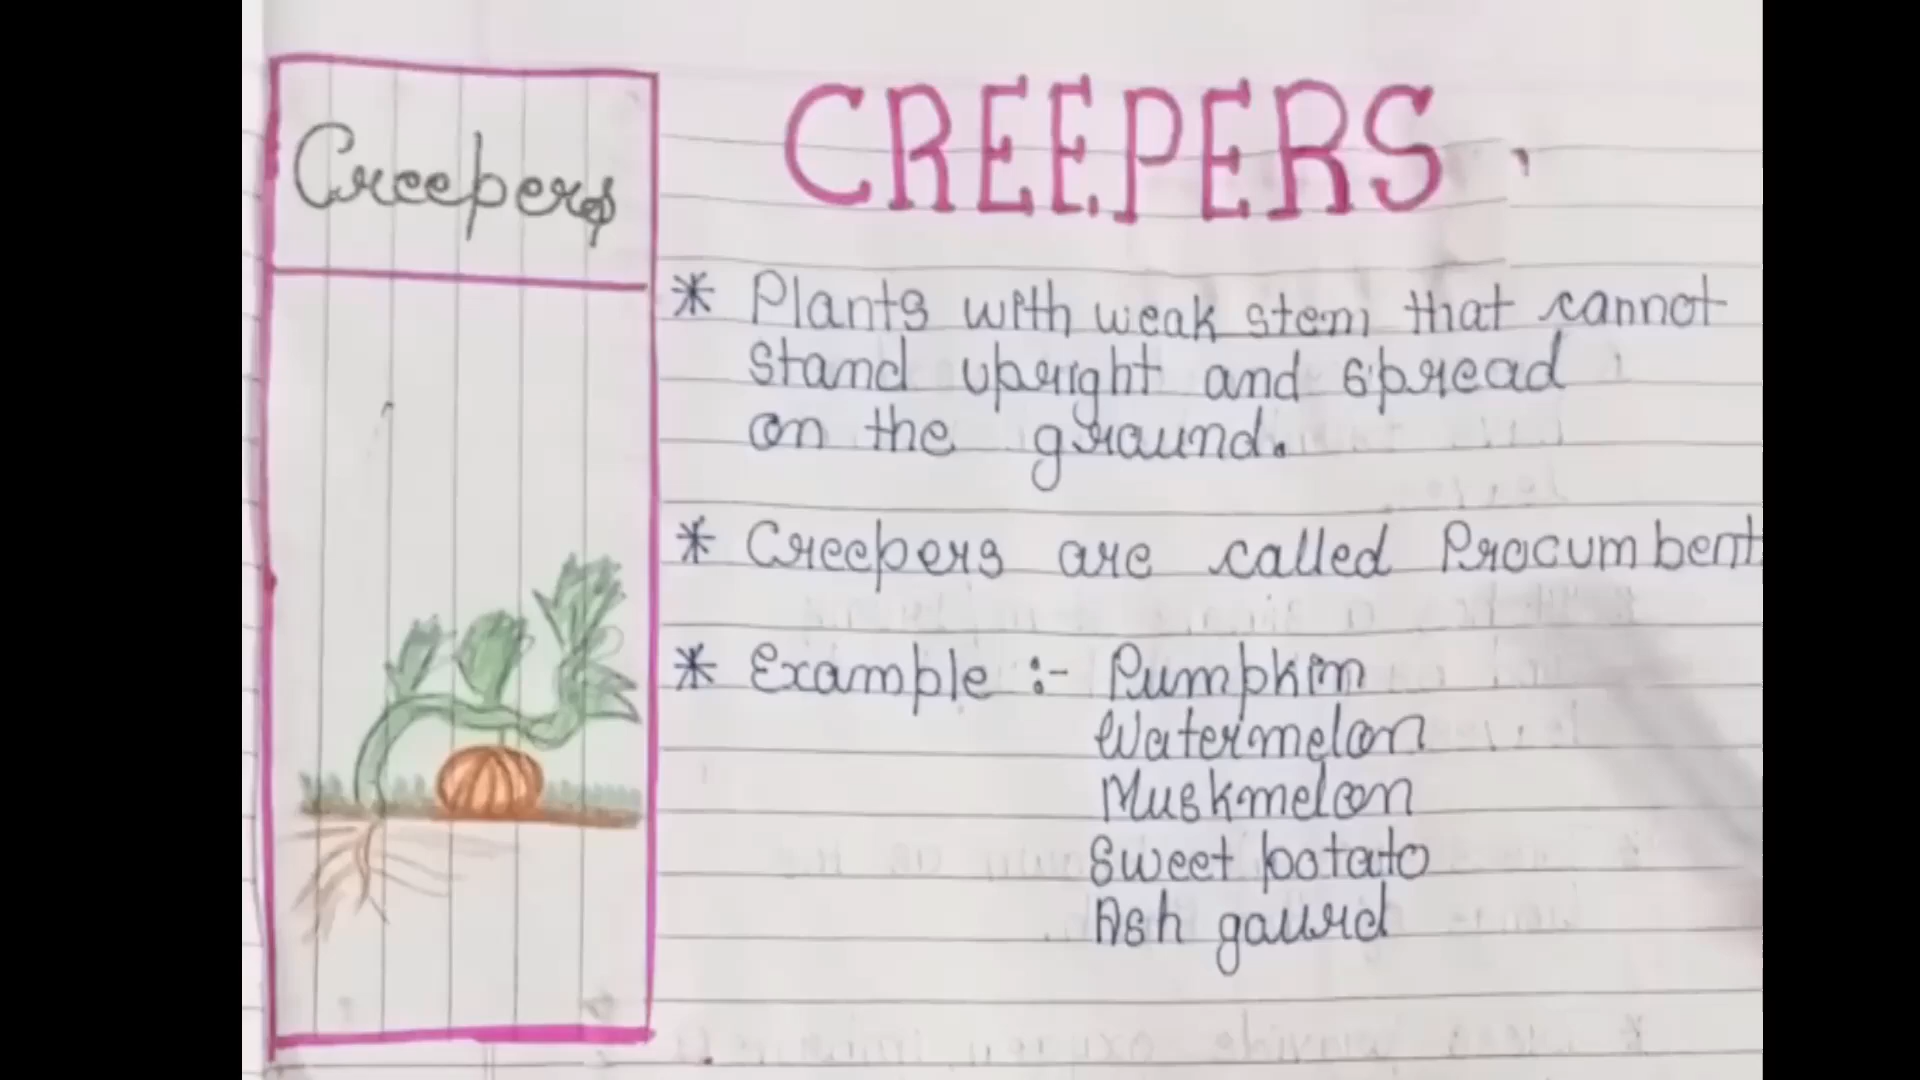 Creepers
CREEPERS
* Plants with weak stem that cannot
stand upright and spread
on the ground.
* Creepers are called Procumbent
* Example :- Pumpkin
Watermelon
Muskmelon
Sweet potato
Ash gourd